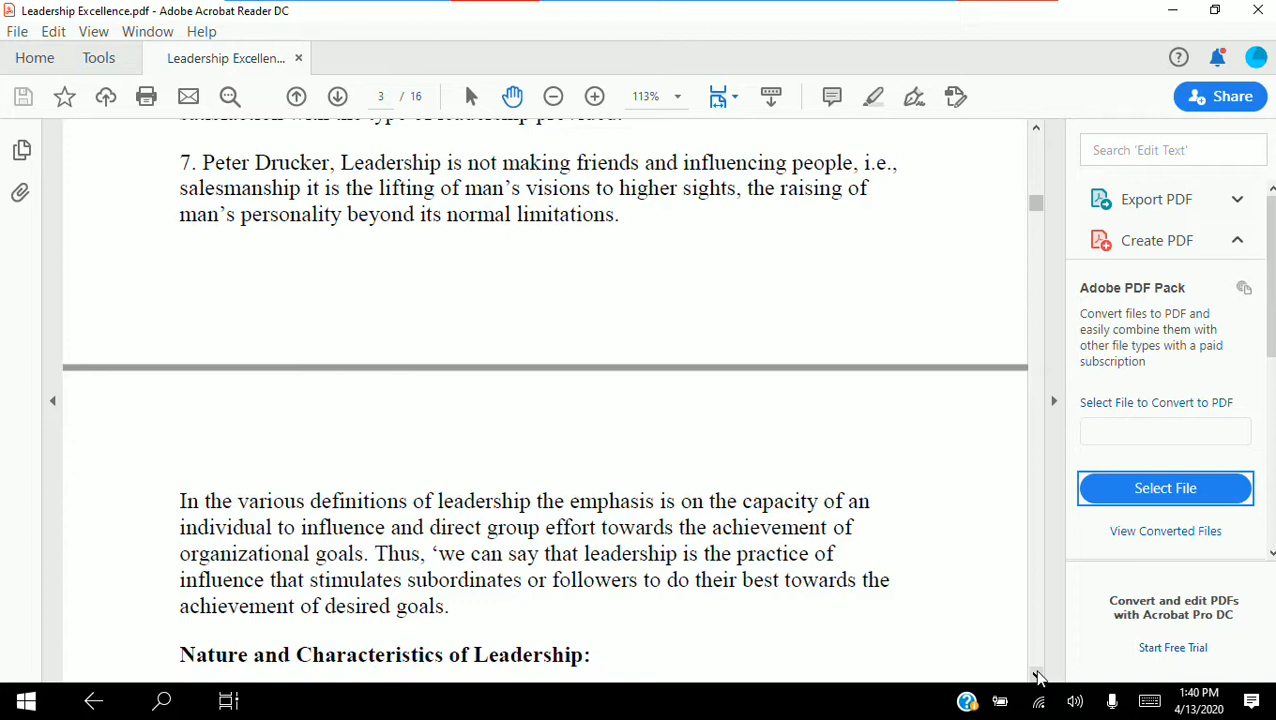 Leadership Excellence.pdf - Adobe Acrobat Reader DC
File Edit View Window Help
Home Tools Leadership Excellen... ×
3 / 16 113% Share
satisfaction with the type of leadership provided.
7. Peter Drucker, Leadership is not making friends and influencing people, i.e.,
salesmanship it is the lifting of man’s visions to higher sights, the raising of
man’s personality beyond its normal limitations.
In the various definitions of leadership the emphasis is on the capacity of an
individual to influence and direct group effort towards the achievement of
organizational goals. Thus, ‘we can say that leadership is the practice of
influence that stimulates subordinates or followers to do their best towards the
achievement of desired goals.
Nature and Characteristics of Leadership:
Search 'Edit Text'
Export PDF
Create PDF
Adobe PDF Pack
Convert files to PDF and
easily combine them with
other file types with a paid
subscription
Select File to Convert to PDF
Select File
View Converted Files
Convert and edit PDFs
with Acrobat Pro DC
Start Free Trial
1:40 PM
4/13/2020